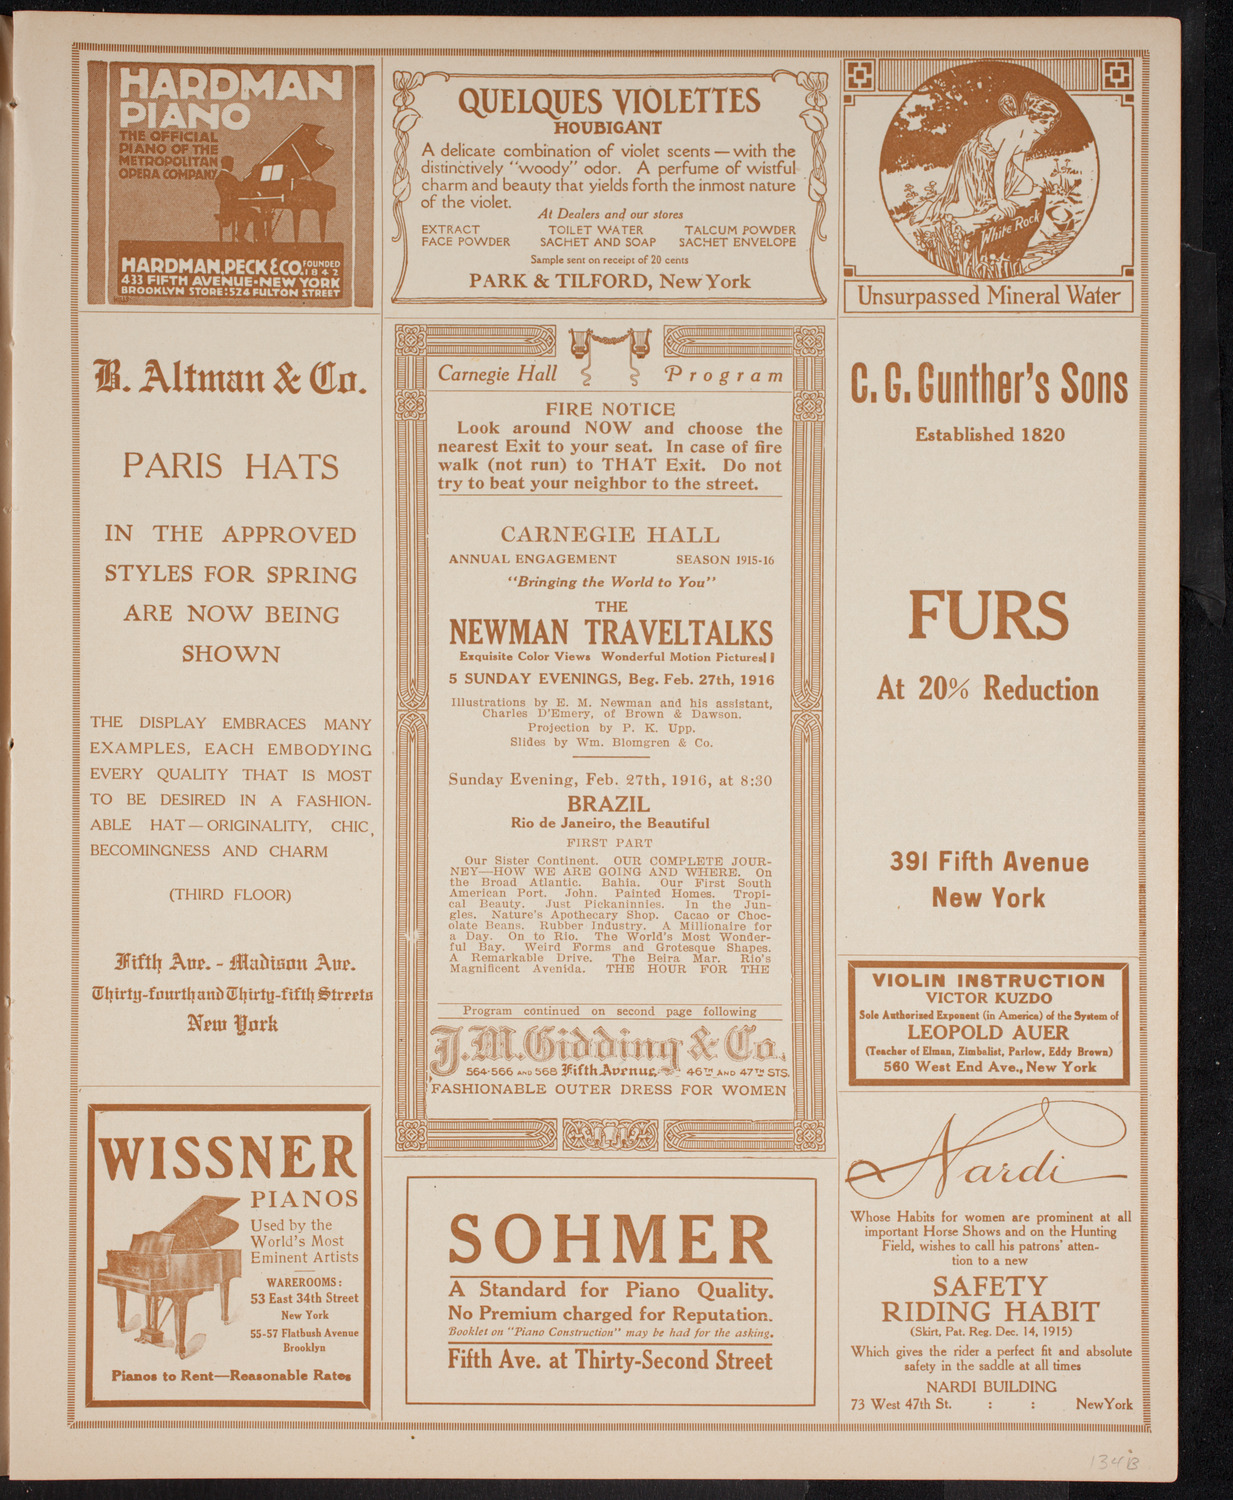 HARDMAN
PIANO
THE OFFICIAL
PIANO OF THE
METROPOLITAN
OPERA COMPANY
HARDMAN, PECK & CO. FOUNDED 1842
433 FIFTH AVENUE·NEW YORK
BROOKLYN STORE: 524 FULTON STREET
B. Altman & Co.
PARIS HATS
IN THE APPROVED
STYLES FOR SPRING
ARE NOW BEING
SHOWN
THE DISPLAY EMBRACES MANY
EXAMPLES, EACH EMBODYING
EVERY QUALITY THAT IS MOST
TO BE DESIRED IN A FASHION-
ABLE HAT—ORIGINALITY, CHIC,
BECOMINGNESS AND CHARM
(THIRD FLOOR)
Fifth Ave. - Madison Ave.
Thirty-fourth and Thirty-fifth Streets
New York
WISSNER
PIANOS
Used by the
World's Most
Eminent Artists
WAREROOMS:
53 East 34th Street
New York
55-57 Flatbush Avenue
Brooklyn
Pianos to Rent—Reasonable Rates
QUELQUES VIOLETTES
HOUBIGANT
A delicate combination of violet scents—with the
distinctively "woody" odor. A perfume of wistful
charm and beauty that yields forth the inmost nature
of the violet.
At Dealers and our stores
EXTRACT TOILET WATER TALCUM POWDER
FACE POWDER SACHET AND SOAP SACHET ENVELOPE
Sample sent on receipt of 20 cents
PARK & TILFORD, New York
Carnegie Hall Program
FIRE NOTICE
Look around NOW and choose the
nearest Exit to your seat. In case of fire
walk (not run) to THAT Exit. Do not
try to beat your neighbor to the street.
CARNEGIE HALL
ANNUAL ENGAGEMENT SEASON 1915-16
"Bringing the World to You"
THE
NEWMAN TRAVELTALKS
Exquisite Color Views Wonderful Motion Pictures
5 SUNDAY EVENINGS, Beg. Feb. 27th, 1916
Illustrations by E. M. Newman and his assistant,
Charles D'Emery, of Brown & Dawson.
Projection by P. K. Upp.
Slides by Wm. Blomgren & Co.
Sunday Evening, Feb. 27th, 1916, at 8:30
BRAZIL
Rio de Janeiro, the Beautiful
FIRST PART
Our Sister Continent. OUR COMPLETE JOUR-
NEY—HOW WE ARE GOING AND WHERE. On
the Broad Atlantic. Bahia. Our First South
American Port. John. Painted Homes. Tropi-
cal Beauty. Just Pickaninnies. In the Jun-
gles. Nature's Apothecary Shop. Cacao or Choc-
olate Beans. Rubber Industry. A Millionaire for
a Day. On to Rio. The World's Most Wonder-
ful Bay. Weird Forms and Grotesque Shapes.
A Remarkable Drive. The Beira Mar. Rio's
Magnificent Avenida. THE HOUR FOR THE
Program continued on second page following
J.M. Gidding & Co.
564-566 AND 568 Fifth Avenue, 46TH AND 47TH STS.
FASHIONABLE OUTER DRESS FOR WOMEN
SOHMER
A Standard for Piano Quality.
No Premium charged for Reputation.
Booklet on "Piano Construction" may be had for the asking.
Fifth Ave. at Thirty-Second Street
White Rock
Unsurpassed Mineral Water
C. G. Gunther's Sons
Established 1820
FURS
At 20% Reduction
391 Fifth Avenue
New York
VIOLIN INSTRUCTION
VICTOR KUZDO
Sole Authorized Exponent (in America) of the System of
LEOPOLD AUER
(Teacher of Elman, Zimbalist, Parlow, Eddy Brown)
560 West End Ave., New York
Nardi
Whose Habits for women are prominent at all
important Horse Shows and on the Hunting
Field, wishes to call his patrons' atten-
tion to a new
SAFETY
RIDING HABIT
(Skirt, Pat. Reg. Dec. 14, 1915)
Which gives the rider a perfect fit and absolute
safety in the saddle at all times
NARDI BUILDING
73 West 47th St. : : New York
134B